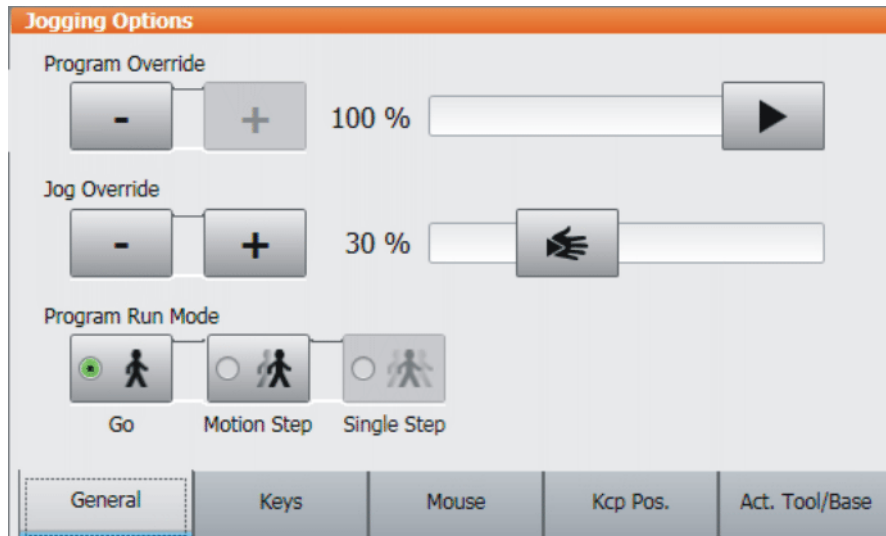 Jogging Options
Program Override
- + 100 %
Jog Override
- + 30 %
Program Run Mode
Go Motion Step Single Step
General Keys Mouse Kcp Pos. Act. Tool/Base